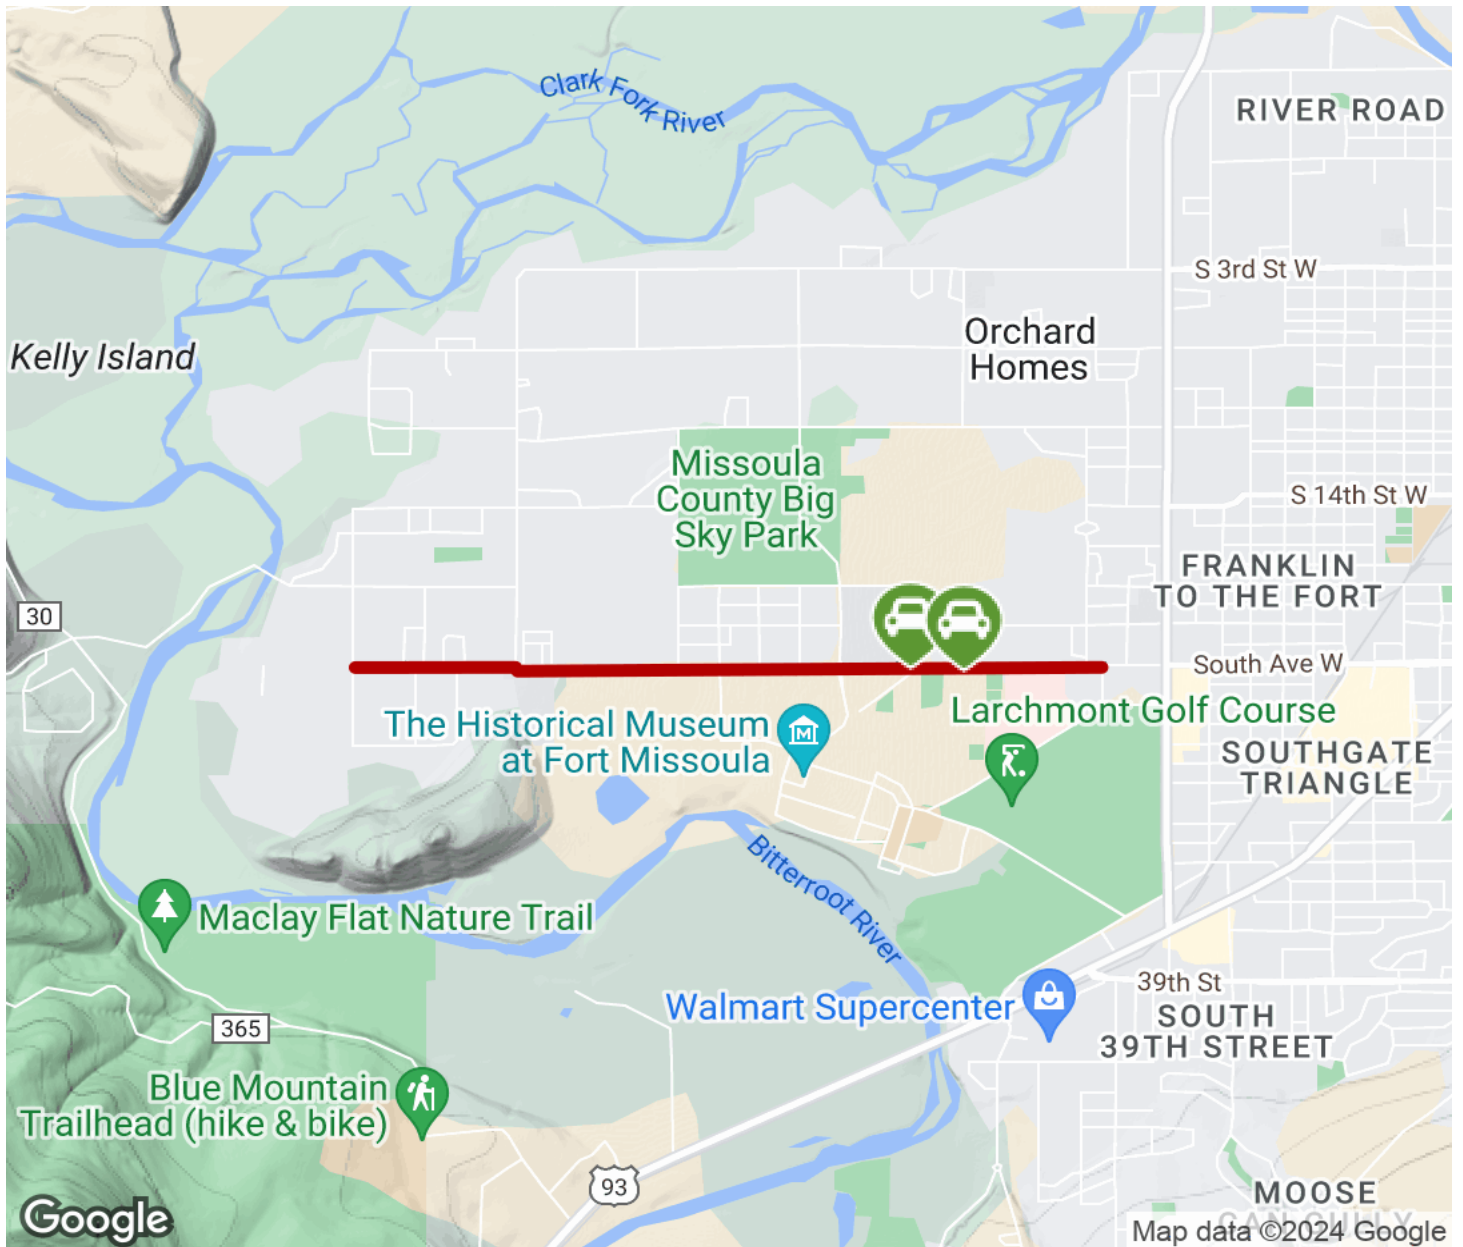 Clark Fork River
RIVER ROAD
S 3rd St W
Orchard
Homes
Kelly Island
Missoula
County Big
Sky Park
S 14th St W
FRANKLIN
TO THE FORT
30
South Ave W
Larchmont Golf Course
The Historical Museum
at Fort Missoula
M
SOUTHGATE
TRIANGLE
Bitterroot River
Maclay Flat Nature Trail
39th St
Walmart Supercenter
SOUTH
39TH STREET
365
Blue Mountain
Trailhead (hike & bike)
93
MOOSE
CAN GULLY
Google
Map data ©2024 Google